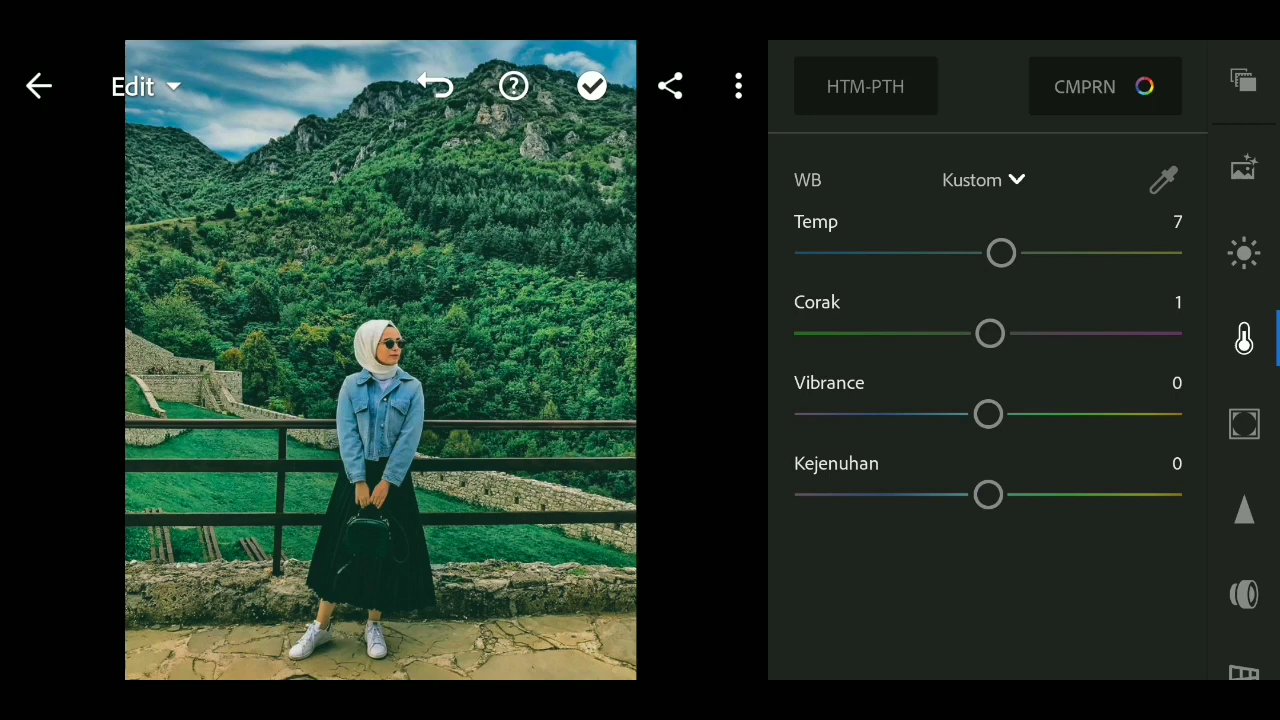 Edit
HTM-PTH
CMPRN
WB
Kustom
Temp
7
Corak
1
Vibrance
0
Kejenuhan
0